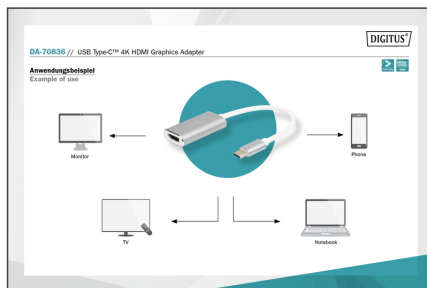 DIGITUS®
DA-70836 // USB Type-C™ 4K HDMI Graphics Adapter
Anwendungsbeispiel
Example of use
Monitor
Phone
TV
Notebook